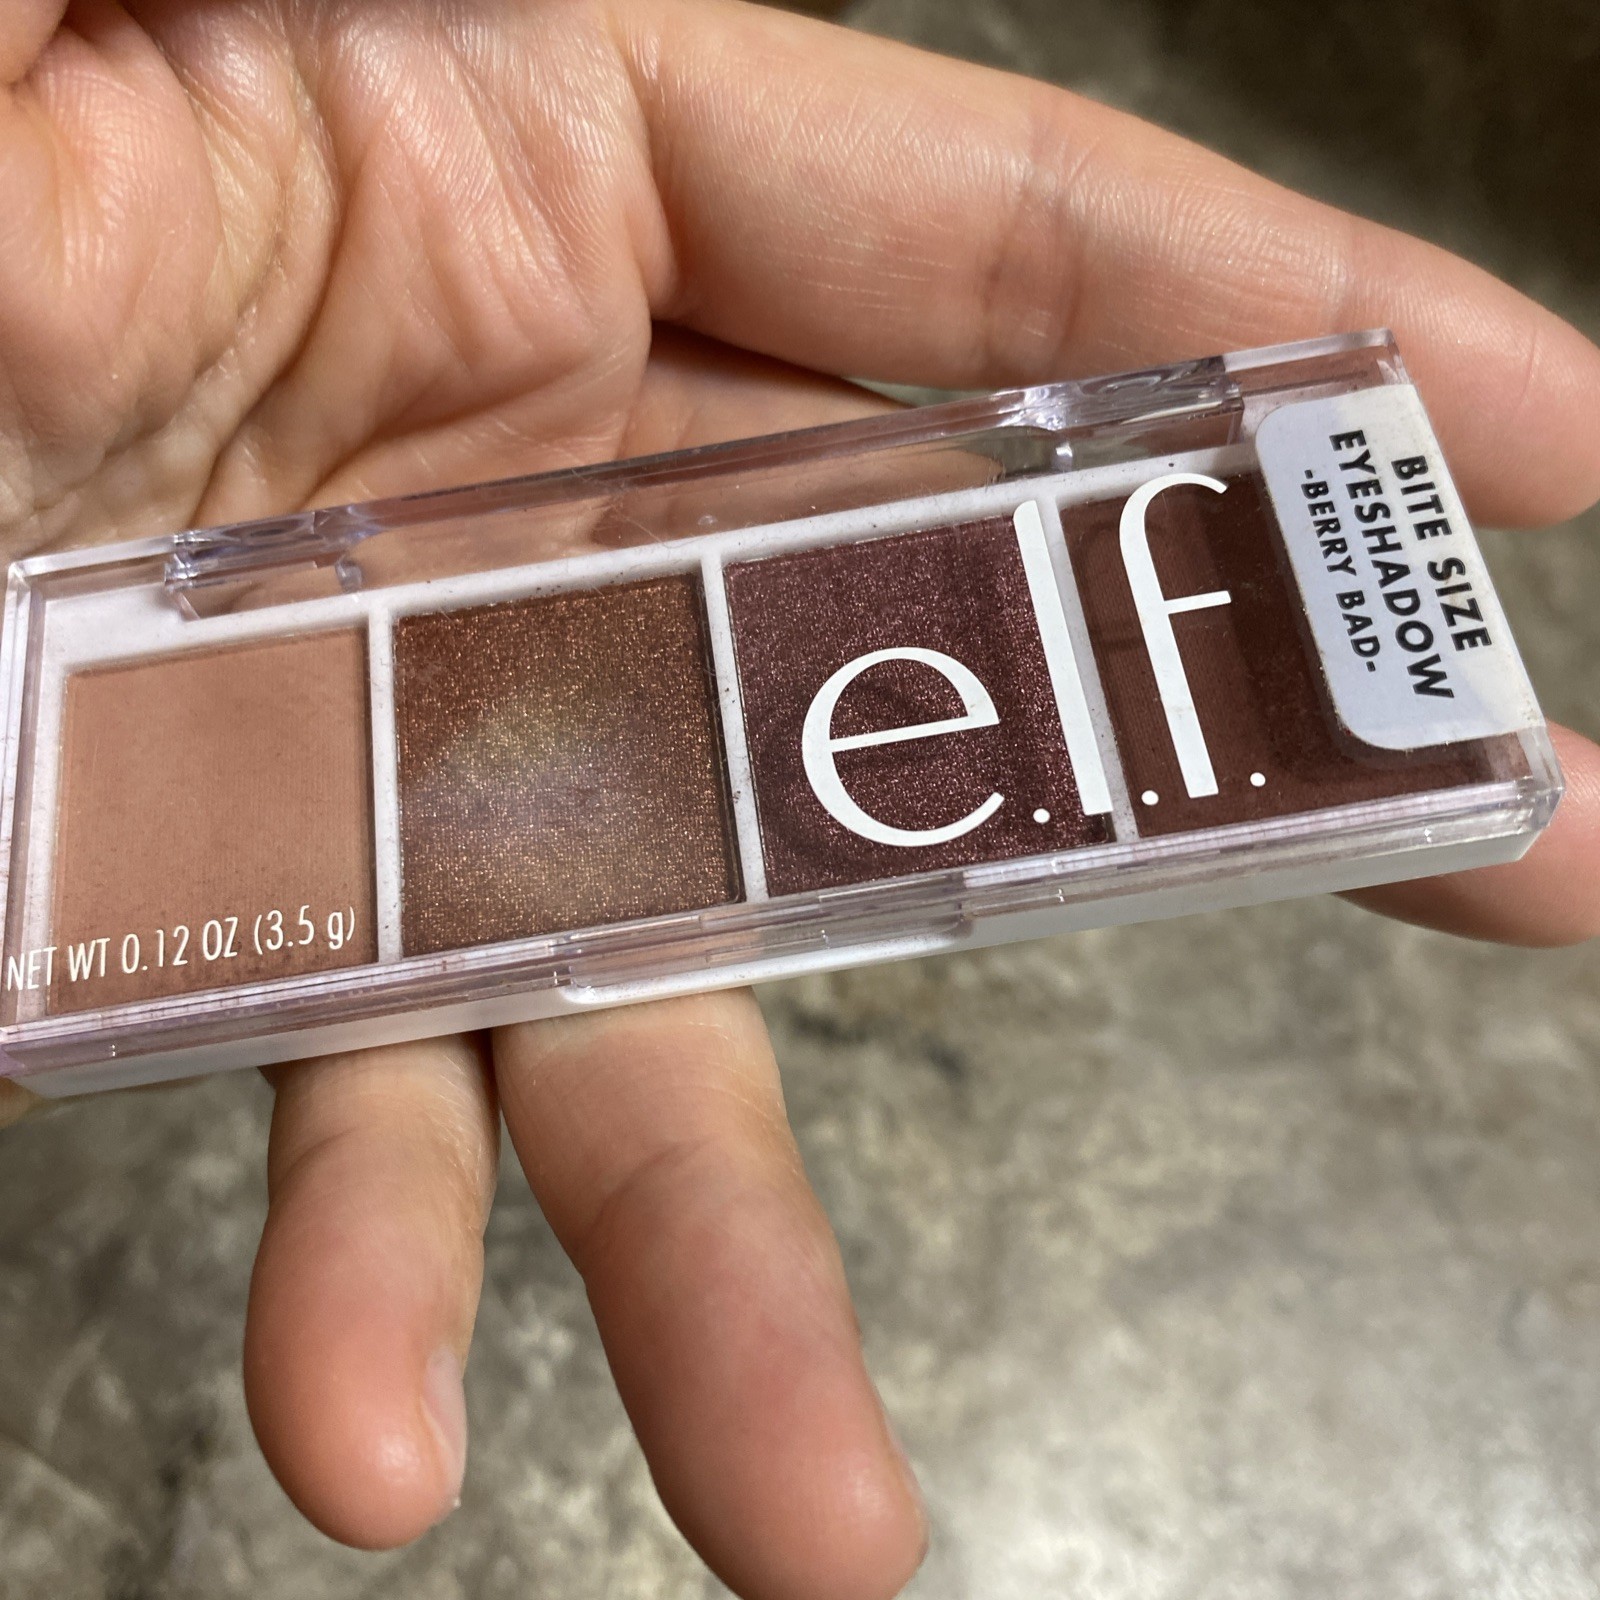 e.l.f.
BITE SIZE
EYESHADOW
-BERRY BAD-
NET WT 0.12 OZ (3.5 g)